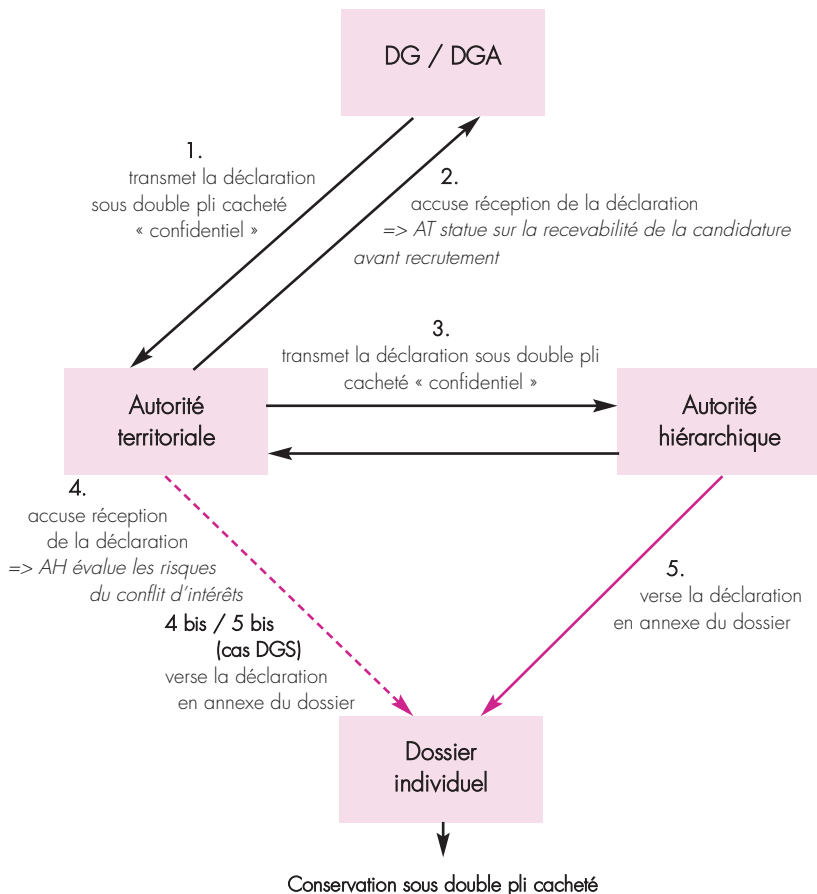 DG / DGA
1.
transmet la déclaration
sous double pli cacheté
« confidentiel »
2.
accuse réception de la déclaration
=> AT statue sur la recevabilité de la candidature
avant recrutement
3.
transmet la déclaration sous double pli
cacheté « confidentiel »
Autorité
territoriale
Autorité
hiérarchique
4.
accuse réception
de la déclaration
=> AH évalue les risques
du conflit d’intérêts
4 bis / 5 bis
(cas DGS)
verse la déclaration
en annexe du dossier
5.
verse la déclaration
en annexe du dossier
Dossier
individuel
Conservation sous double pli cacheté